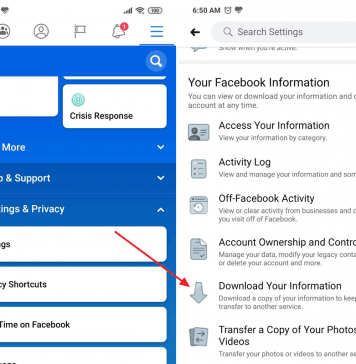 1
Crisis Response
More
& Support
ings & Privacy
ngs
cy Shortcuts
Time on Facebook
6:50 AM
Search Settings
Show when you're active.
Your Facebook Information
You can view or download your information and
account at any time.
Access Your Information
View your information by category.
Activity Log
View and manage your information and som
Off-Facebook Activity
View or clear activity from businesses and
you visit off of Facebook.
Account Ownership and Contro
Manage your data, modify your legacy conta
or delete your account and more.
Download Your Information
Download a copy of your information to keep
transfer to another service.
Transfer a Copy of Your Photos
Videos
Transfer your photos or videos to another se